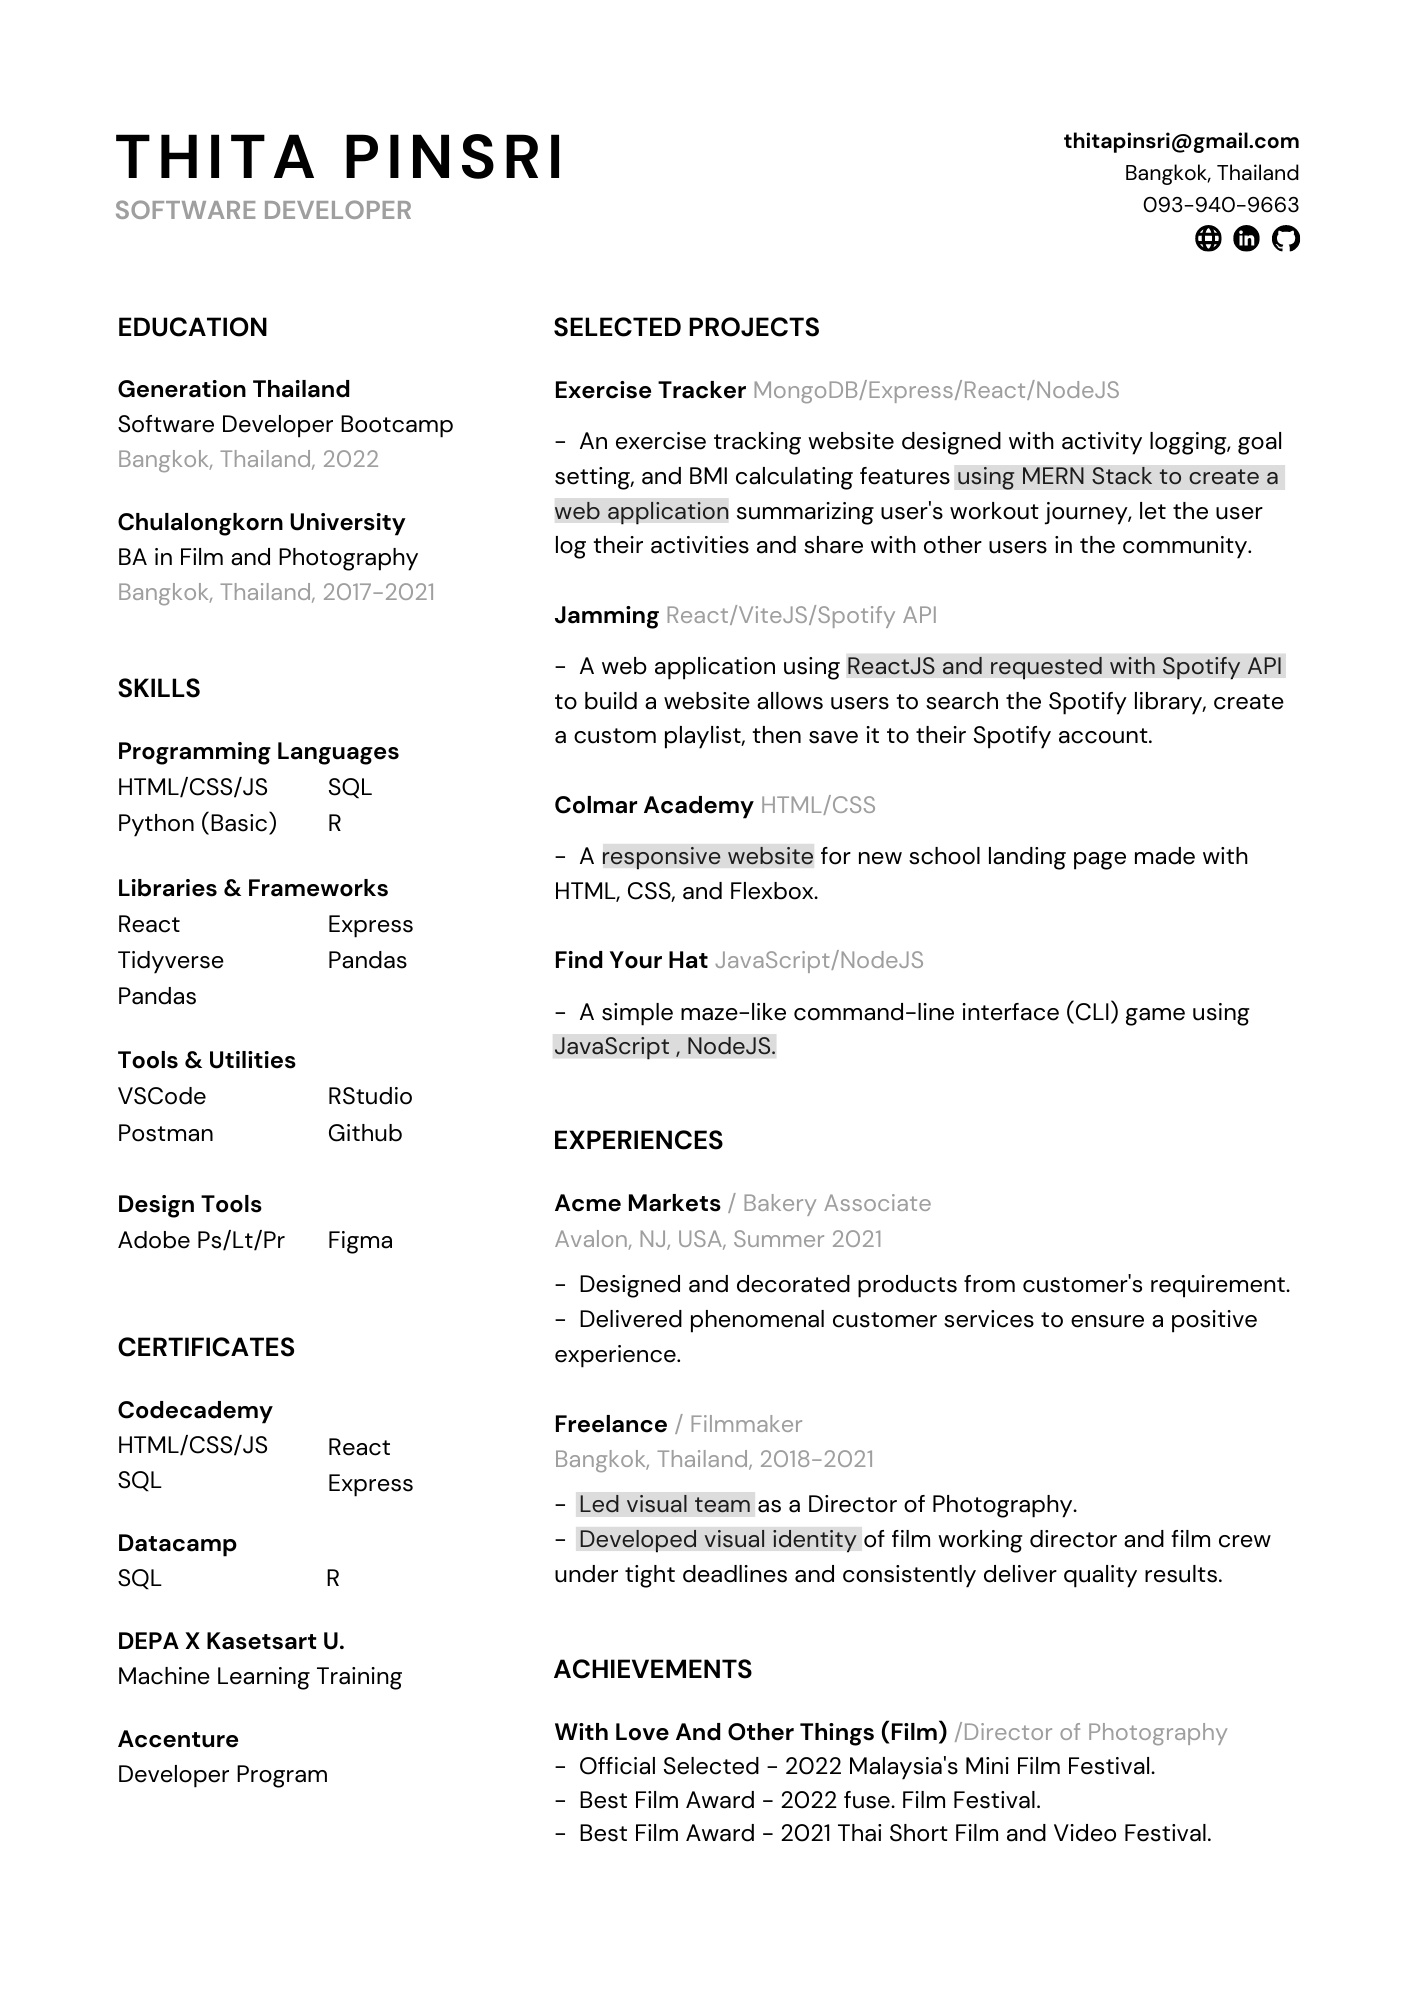 THITA PINSRI
SOFTWARE DEVELOPER
thitapinsri@gmail.com
Bangkok, Thailand
093-940-9663
in
EDUCATION
Generation Thailand
Software Developer Bootcamp
Bangkok, Thailand, 2022
Chulalongkorn University
BA in Film and Photography
Bangkok, Thailand, 2017-2021
SKILLS
Programming Languages
HTML/CSS/JS SQL
Python (Basic) R
Libraries & Frameworks
React Express
Tidyverse Pandas
Pandas
Tools & Utilities
VSCode RStudio
Postman Github
Design Tools
Adobe Ps/Lt/Pr Figma
CERTIFICATES
Codecademy
HTML/CSS/JS React
SQL Express
Datacamp
SQL R
DEPA X Kasetsart U.
Machine Learning Training
Accenture
Developer Program
SELECTED PROJECTS
Exercise Tracker MongoDB/Express/React/NodeJS
- An exercise tracking website designed with activity logging, goal
setting, and BMI calculating features using MERN Stack to create a
web application summarizing user's workout journey, let the user
log their activities and share with other users in the community.
Jamming React/ViteJS/Spotify API
- A web application using ReactJS and requested with Spotify API
to build a website allows users to search the Spotify library, create
a custom playlist, then save it to their Spotify account.
Colmar Academy HTML/CSS
- A responsive website for new school landing page made with
HTML, CSS, and Flexbox.
Find Your Hat JavaScript/NodeJS
- A simple maze-like command-line interface (CLI) game using
JavaScript , NodeJS.
EXPERIENCES
Acme Markets / Bakery Associate
Avalon, NJ, USA, Summer 2021
- Designed and decorated products from customer's requirement.
- Delivered phenomenal customer services to ensure a positive
experience.
Freelance / Filmmaker
Bangkok, Thailand, 2018-2021
- Led visual team as a Director of Photography.
- Developed visual identity of film working director and film crew
under tight deadlines and consistently deliver quality results.
ACHIEVEMENTS
With Love And Other Things (Film) /Director of Photography
- Official Selected - 2022 Malaysia's Mini Film Festival.
- Best Film Award - 2022 fuse. Film Festival.
- Best Film Award - 2021 Thai Short Film and Video Festival.